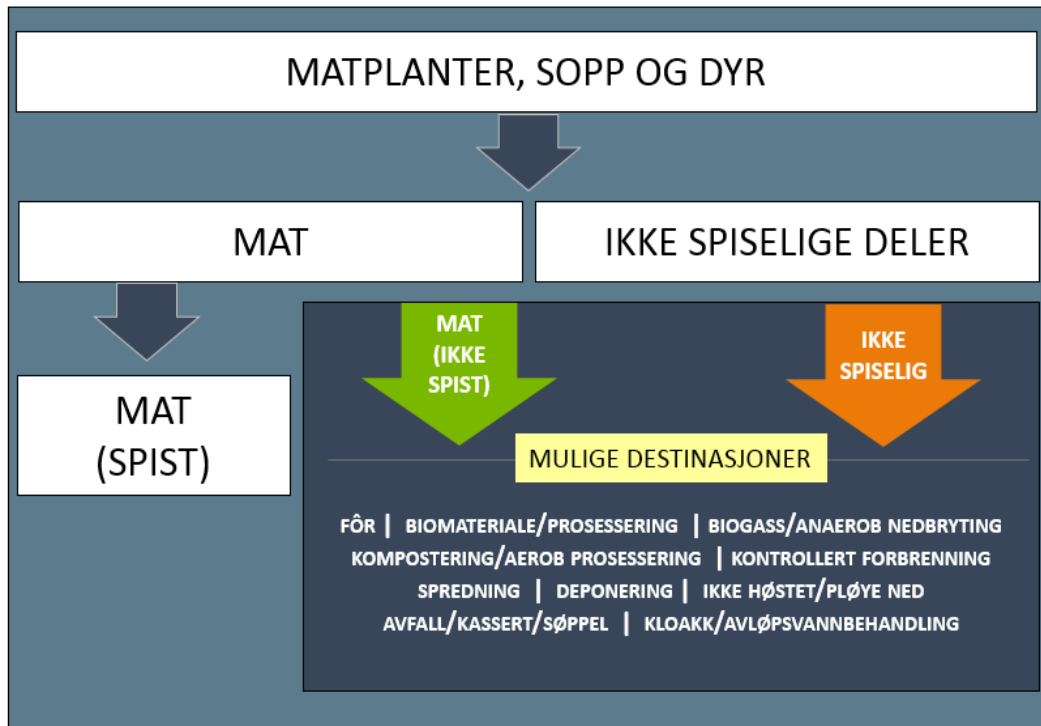 MATPLANTER, SOPP OG DYR
MAT
IKKE SPISELIGE DELER
MAT
(SPIST)
MAT
(IKKE
SPIST)
IKKE
SPISELIG
MULIGE DESTINASJONER
FÔR | BIOMATERIALE/PROSESSERING | BIOGASS/ANAEROB NEDBRYTING
KOMPOSTERING/AEROB PROSESSERING | KONTROLLERT FORBRENNING
SPREDNING | DEPONERING | IKKE HØSTET/PLØYE NED
AVFALL/KASSERT/SØPPEL | KLOAKK/AVLØPSVANNBEHANDLING